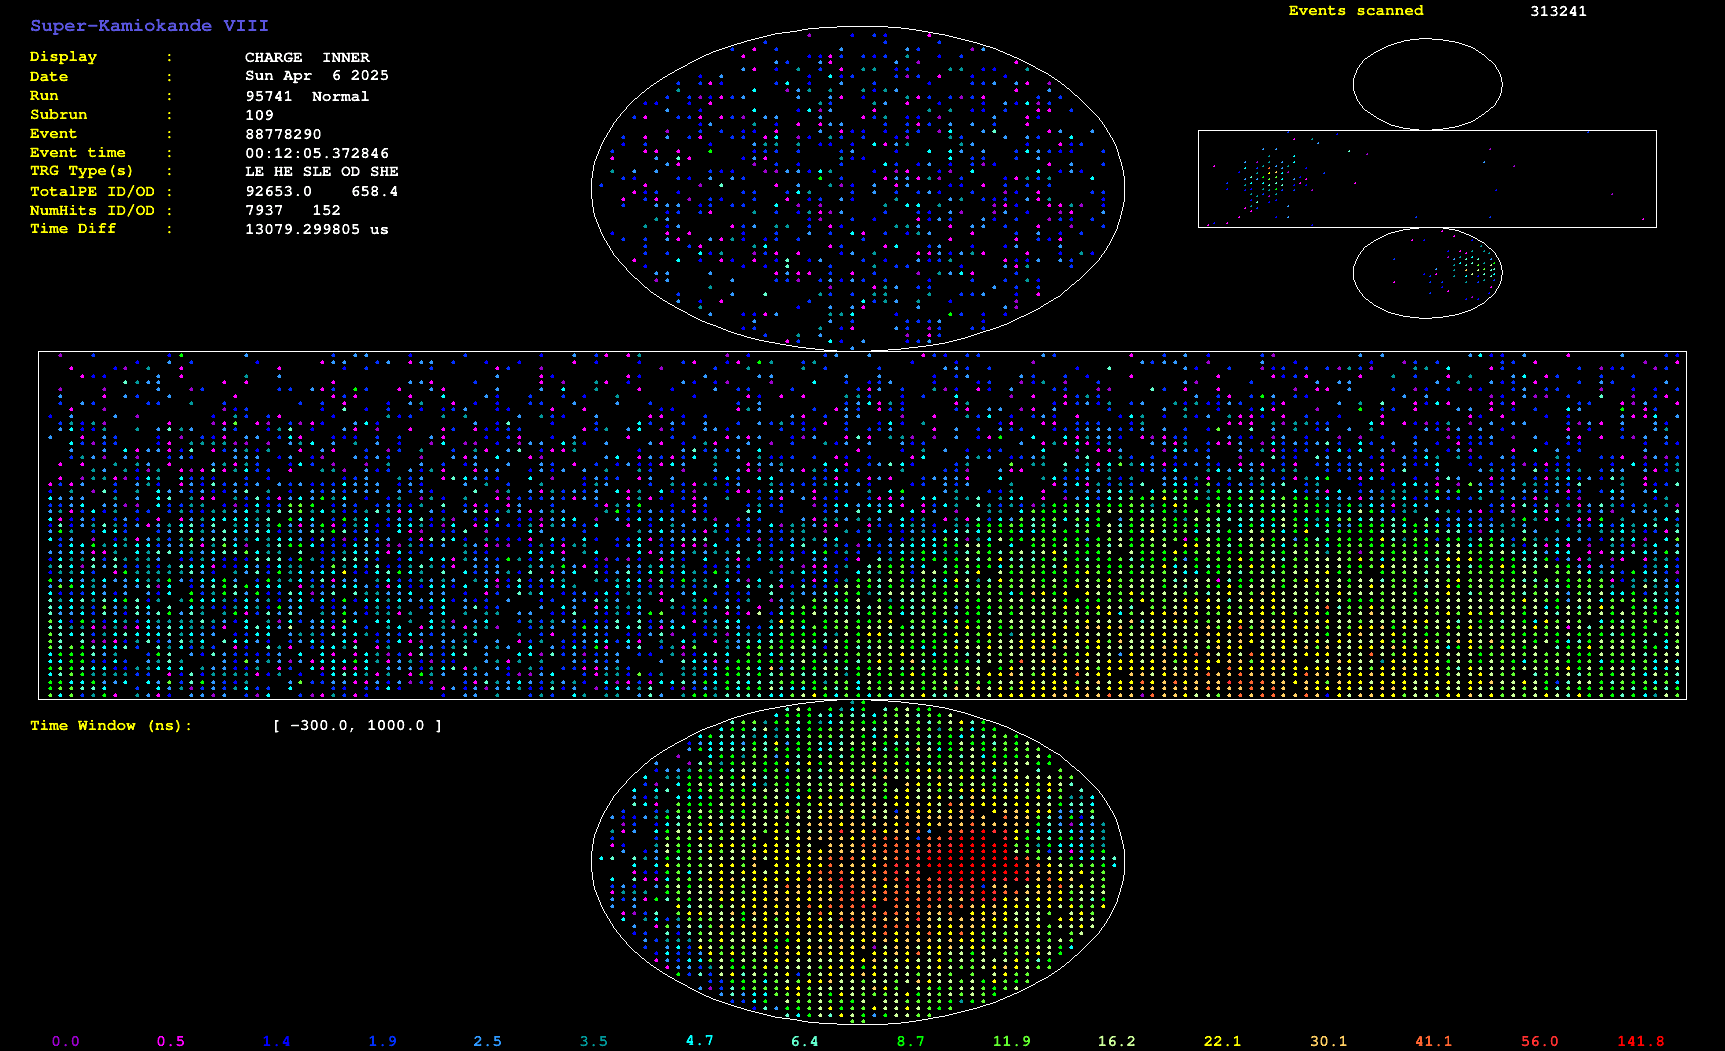 Super-Kamiokande VIII
Events scanned 313241
Display : CHARGE INNER
Date : Sun Apr 6 2025
Run : 95741 Normal
Subrun : 109
Event : 88778290
Event time : 00:12:05.372846
TRG Type(s) : LE HE SLE OD SHE
TotalPE ID/OD : 92653.0 658.4
NumHits ID/OD : 7937 152
Time Diff : 13079.299805 us
Time Window (ns): [ -300.0, 1000.0 ]
0.0 0.5 1.4 1.9 2.5 3.5 4.7 6.4 8.7 11.9 16.2 22.1 30.1 41.1 56.0 141.8